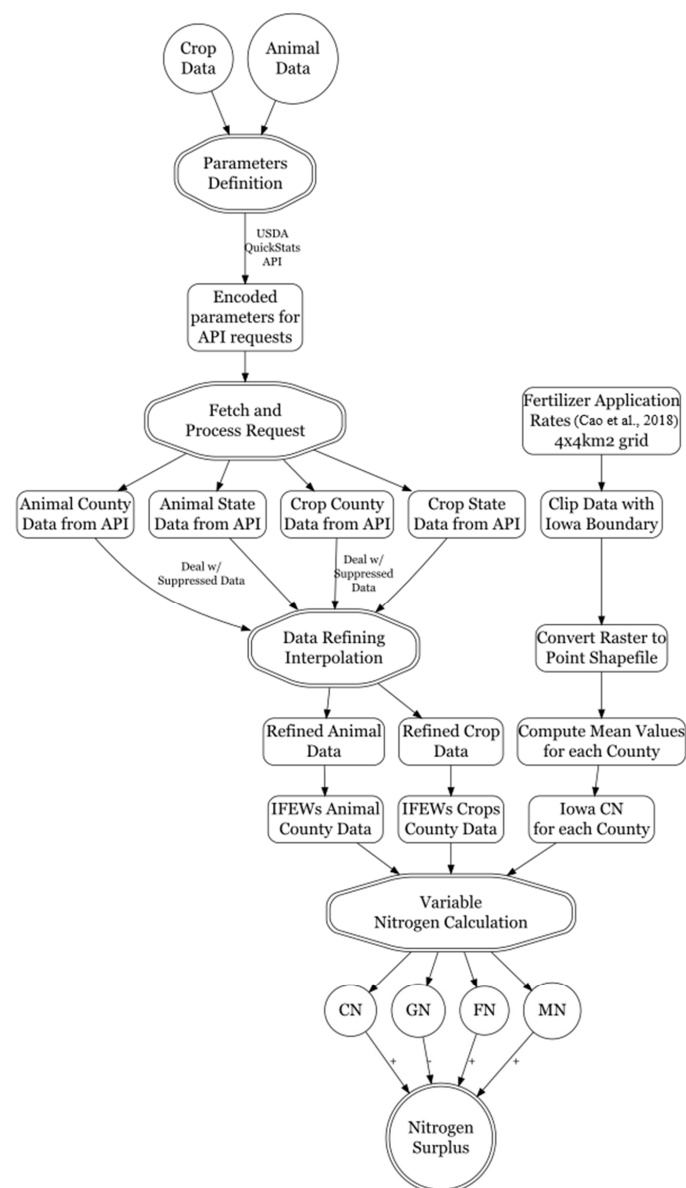 Crop
Data
Animal
Data
Parameters
Definition
USDA
QuickStats
API
Encoded
parameters for
API requests
Fetch and
Process Request
Fertilizer Application
Rates (Cao et al., 2018)
4x4km2 grid
Animal County
Data from API
Animal State
Data from API
Crop County
Data from API
Crop State
Data from API
Clip Data with
Iowa Boundary
Deal w/
Suppressed Data
Deal w/
Suppressed
Data
Data Refining
Interpolation
Convert Raster to
Point Shapefile
Refined Animal
Data
Refined Crop
Data
Compute Mean Values
for each County
IFEWs Animal
County Data
IFEWs Crops
County Data
Iowa CN
for each County
Variable
Nitrogen Calculation
CN
GN
FN
MN
+
-
+
+
Nitrogen
Surplus